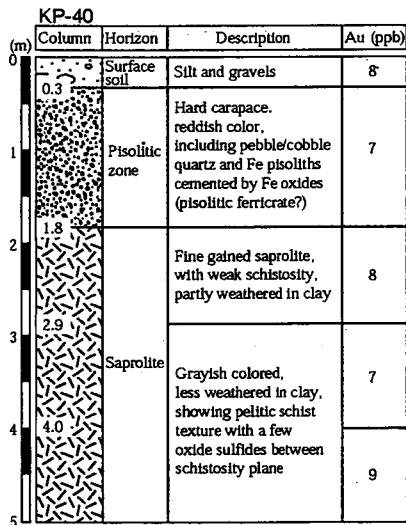 KP-40
(m) Column Horizon Description Au (ppb)
0
Surface soil
Silt and gravels
8
0.3
Pisolitic zone
Hard carapace.
reddish color,
including pebble/cobble
quartz and Fe pisoliths
cemented by Fe oxides
(pisolitic ferricrate?)
7
1
1.8
2
Saprolite
Fine gained saprolite,
with weak schistosity,
partly weathered in clay
8
2.9
3
Grayish colored,
less weathered in clay,
showing pelitic schist
texture with a few
oxide sulfides between
schistosity plane
7
4.0
4
9
5